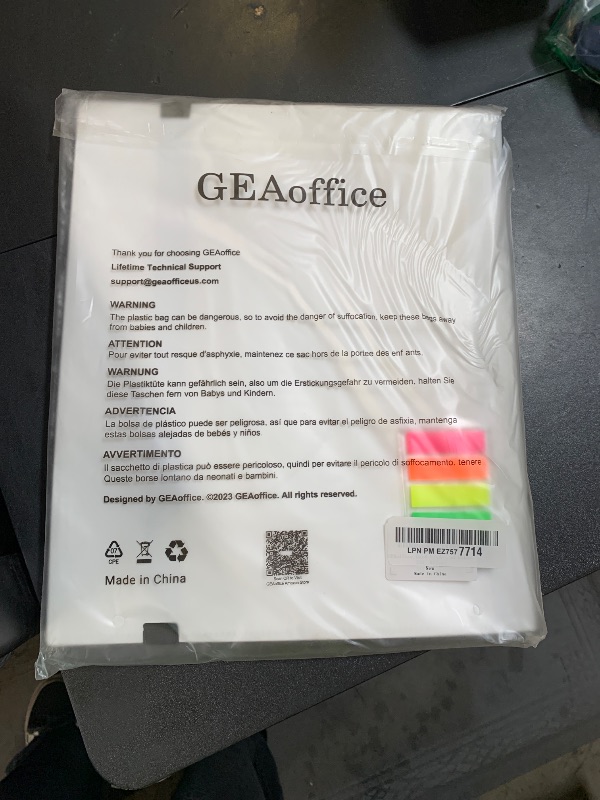 GEAoffice
Thank you for choosing GEAoffice
Lifetime Technical Support
support@geaofficeus.com
WARNING
The plastic bag can be dangerous, so to avoid the danger of suffocation, keep these bags away
from babies and children.
ATTENTION
Pour eviter tout resque d'asphyxie, maintenez ce sac hors de la portee des enf ants.
WARNUNG
Die Plastiktüte kann gefährlich sein, also um die Erstickungsgefahr zu vermeiden. halten Sie
diese Taschen fern von Babys und Kindern.
ADVERTENCIA
La bolsa de plástico puede ser peligrosa, así que para evitar el peligro de asfixia, mantenga
estas bolsas alejadas de bebés y niños
AVVERTIMENTO
Il sacchetto di plastica può essere pericoloso, quindi per evitare il pericolo di soffocamento, tenere
Queste borse lontano da neonati e bambini.
Designed by GEAoffice. ©2023 GEAoffice. All rights reserved.
07
CPE
Made in China
LPN PM EZ757 7714
Made in China